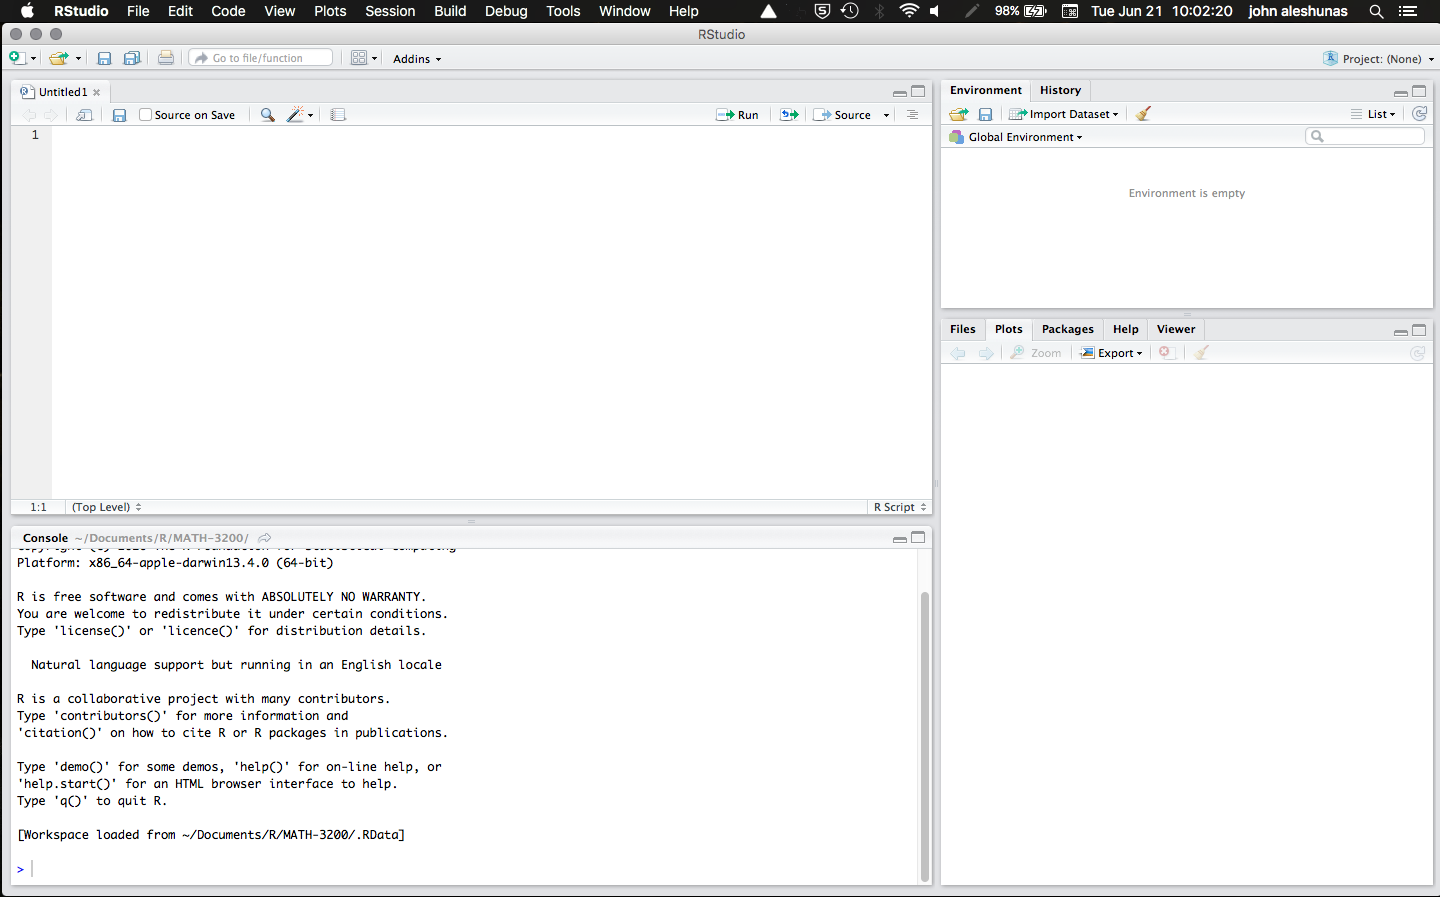 RStudio File Edit Code View Plots Session Build Debug Tools Window Help 98% Tue Jun 21 10:02:20 john aleshunas
RStudio
Go to file/function Addins Project: (None)
Untitled1
Source on Save Run Source
1
1:1 (Top Level) R Script
Console ~/Documents/R/MATH-3200/
Platform: x86_64-apple-darwin13.4.0 (64-bit)
R is free software and comes with ABSOLUTELY NO WARRANTY.
You are welcome to redistribute it under certain conditions.
Type 'license()' or 'licence()' for distribution details.
Natural language support but running in an English locale
R is a collaborative project with many contributors.
Type 'contributors()' for more information and
'citation()' on how to cite R or R packages in publications.
Type 'demo()' for some demos, 'help()' for on-line help, or
'help.start()' for an HTML browser interface to help.
Type 'q()' to quit R.
[Workspace loaded from ~/Documents/R/MATH-3200/.RData]
>
Environment History
Import Dataset List
Global Environment
Environment is empty
Files Plots Packages Help Viewer
Zoom Export